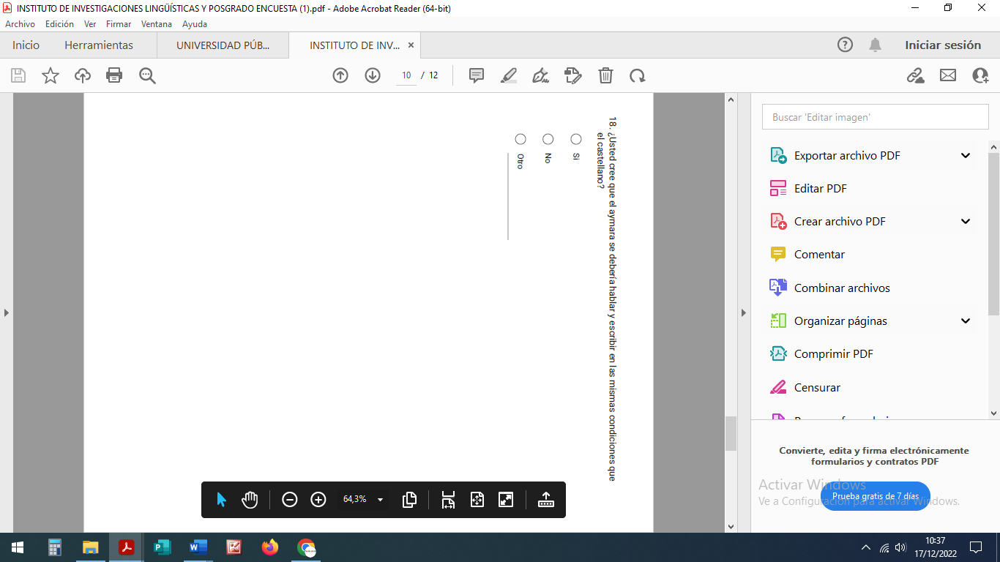 INSTITUTO DE INVESTIGACIONES LINGÜÍSTICAS Y POSGRADO ENCUESTA (1).pdf - Adobe Acrobat Reader (64-bit)
Archivo Edición Ver Firmar Ventana Ayuda
Inicio Herramientas UNIVERSIDAD PÚB... INSTITUTO DE INV... Iniciar sesión
10 / 12
18. ¿Usted cree que el aymara se debería hablar y escribir en las mismas condiciones que
el castellano?
Si
No
Otro
64,3%
Buscar 'Editar imagen'
Exportar archivo PDF
Editar PDF
Crear archivo PDF
Comentar
Combinar archivos
Organizar páginas
Comprimir PDF
Censurar
Convierte, edita y firma electrónicamente
formularios y contratos PDF
Activar Windows
Prueba gratis de 7 días
Ve a Configuración para activar Windows.
10:37
17/12/2022